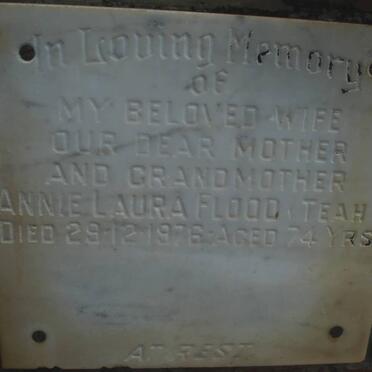 In Loving Memory
of
MY BELOVED WIFE
OUR DEAR MOTHER
AND GRANDMOTHER
ANNIE LAURA FLOOD (TEAH
DIED 29-12-1976 AGED 74 YRS
AT REST